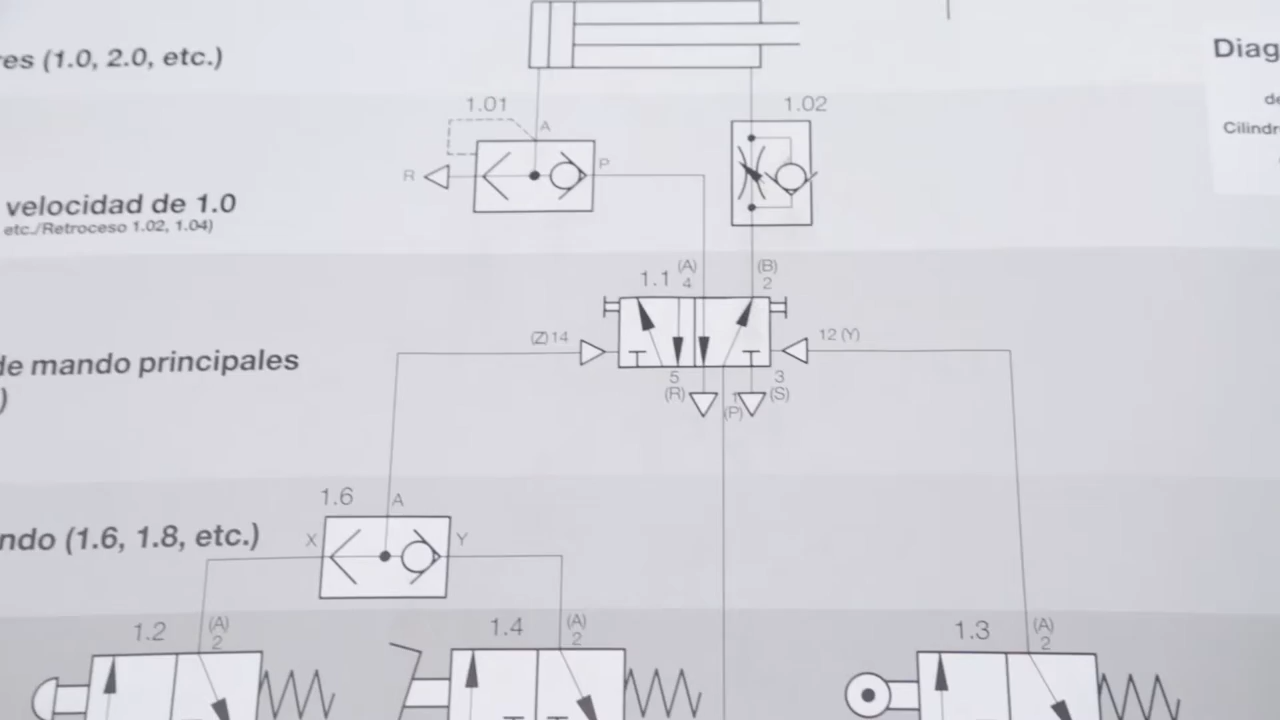 res (1.0, 2.0, etc.)
Diag
de
Cilindr
1.01
1.02
A
R
P
velocidad de 1.0
etc./Retroceso 1.02, 1.04)
1.1
(A)
4
(B)
2
(Z) 14
12 (Y)
de mando principales
)
5
(R)
1
(P)
3
(S)
1.6
A
ndo (1.6, 1.8, etc.)
X
Y
1.2
(A)
2
1.4
(A)
2
1.3
(A)
2